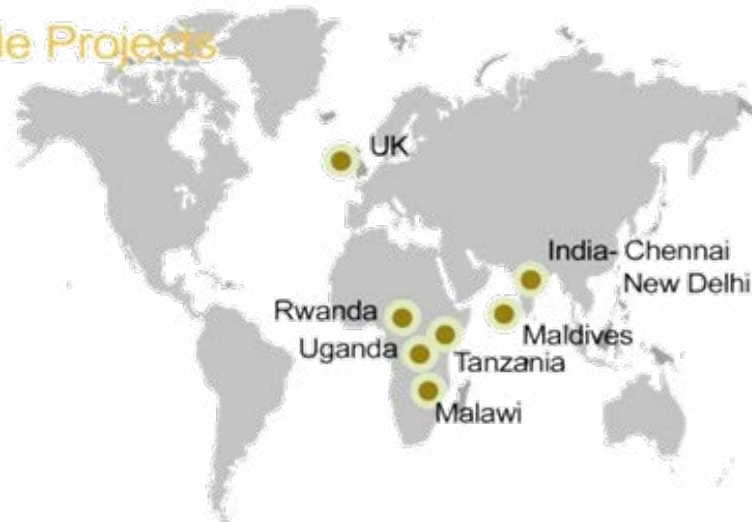 le Projects
UK
India- Chennai
New Delhi
Rwanda
Maldives
Uganda
Tanzania
Malawi